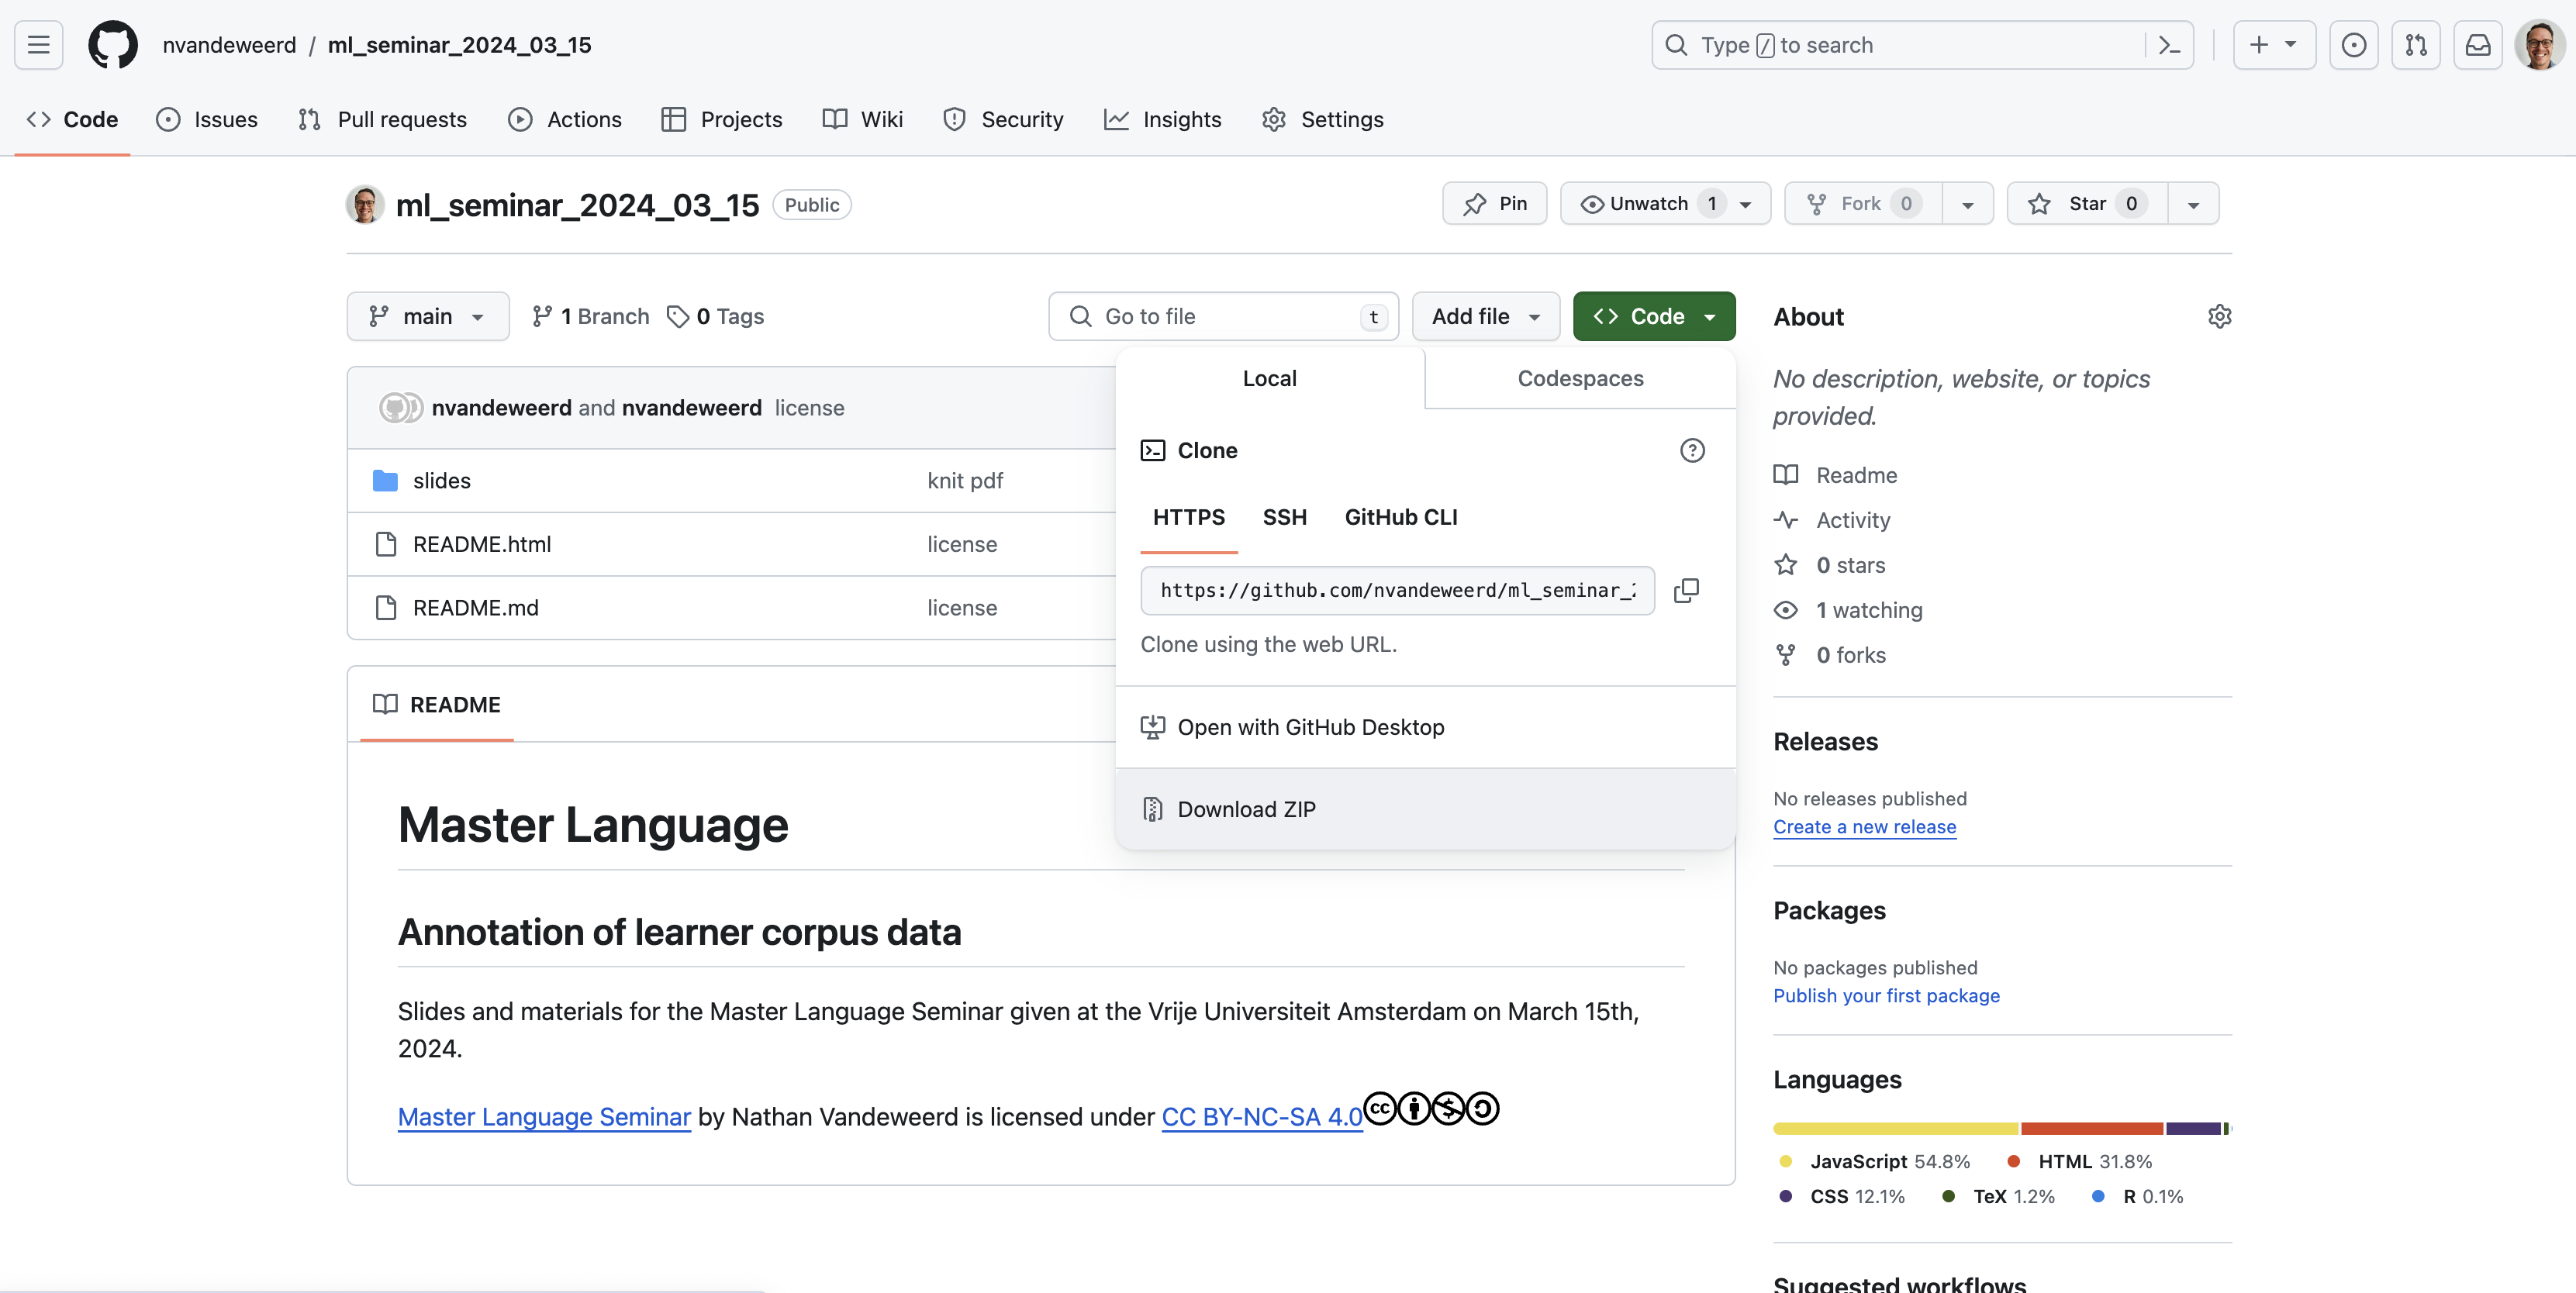 nvandeweerd / ml_seminar_2024_03_15
Type / to search
Code Issues Pull requests Actions Projects Wiki Security Insights Settings
ml_seminar_2024_03_15 Public
Pin Unwatch 1 Fork 0 Star 0
main 1 Branch 0 Tags
Go to file t Add file Code
Local Codespaces
nvandeweerd and nvandeweerd license
slides knit pdf
README.html license
README.md license
Clone
HTTPS SSH GitHub CLI
https://github.com/nvandeweerd/ml_seminar_2
Clone using the web URL.
Open with GitHub Desktop
Download ZIP
README
Master Language
Annotation of learner corpus data
Slides and materials for the Master Language Seminar given at the Vrije Universiteit Amsterdam on March 15th,
2024.
Master Language Seminar by Nathan Vandeweerd is licensed under CC BY-NC-SA 4.0
About
No description, website, or topics
provided.
Readme
Activity
0 stars
1 watching
0 forks
Releases
No releases published
Create a new release
Packages
No packages published
Publish your first package
Languages
JavaScript 54.8% HTML 31.8%
CSS 12.1% TeX 1.2% R 0.1%
Suggested workflows